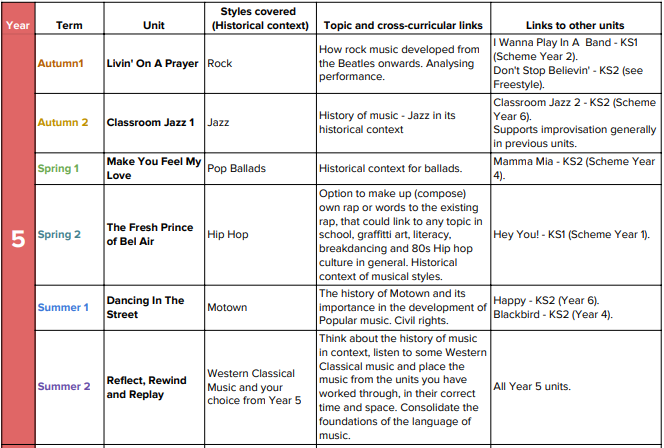 Year
Term
Unit
Styles covered
(Historical context)
Topic and cross-curricular links
Links to other units
5
Autumn1
Livin' On A Prayer
Rock
How rock music developed from
the Beatles onwards. Analysing
performance.
I Wanna Play In A  Band - KS1
(Scheme Year 2).
Don't Stop Believin' - KS2 (see
Freestyle).
Autumn 2
Classroom Jazz 1
Jazz
History of music - Jazz in its
historical context
Classroom Jazz 2 - KS2 (Scheme
Year 6).
Supports improvisation generally
in previous units.
Spring 1
Make You Feel My
Love
Pop Ballads
Historical context for ballads.
Mamma Mia - KS2 (Scheme Year
4).
Spring 2
The Fresh Prince
of Bel Air
Hip Hop
Option to make up (compose)
own rap or words to the existing
rap, that could link to any topic in
school, graffiti art, literacy,
breakdancing and 80s Hip hop
culture in general. Historical
context of musical styles.
Hey You! - KS1 (Scheme Year 1).
Summer 1
Dancing In The
Street
Motown
The history of Motown and its
importance in the development of
Popular music. Civil rights.
Happy - KS2 (Year 6).
Blackbird - KS2 (Year 4).
Summer 2
Reflect, Rewind
and Replay
Western Classical
Music and your
choice from Year 5
Think about the history of music
in context, listen to some Western
Classical music and place the
music from the units you have
worked through, in their correct
time and space. Consolidate the
foundations of the language of
music.
All Year 5 units.